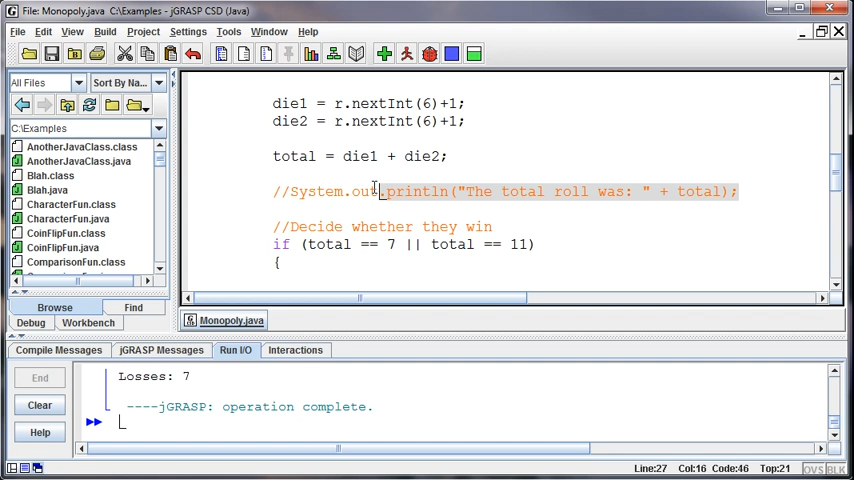 File: Monopoly.java  C:\Examples - jGRASP CSD (Java)
File Edit View Build Project Settings Tools Window Help
All Files Sort By Na...
C:\Examples
AnotherJavaClass.class
AnotherJavaClass.java
Blah.class
Blah.java
CharacterFun.class
CharacterFun.java
CoinFlipFun.class
CoinFlipFun.java
ComparisonFun.class
Browse Find
Debug Workbench
die1 = r.nextInt(6)+1;
die2 = r.nextInt(6)+1;
total = die1 + die2;
//System.out.println("The total roll was: " + total);
//Decide whether they win
if (total == 7 || total == 11)
{
Monopoly.java
Compile Messages jGRASP Messages Run I/O Interactions
End
Clear
Help
Losses: 7
----jGRASP: operation complete.
Line:27 Col:16 Code:46 Top:21 OVS BLK